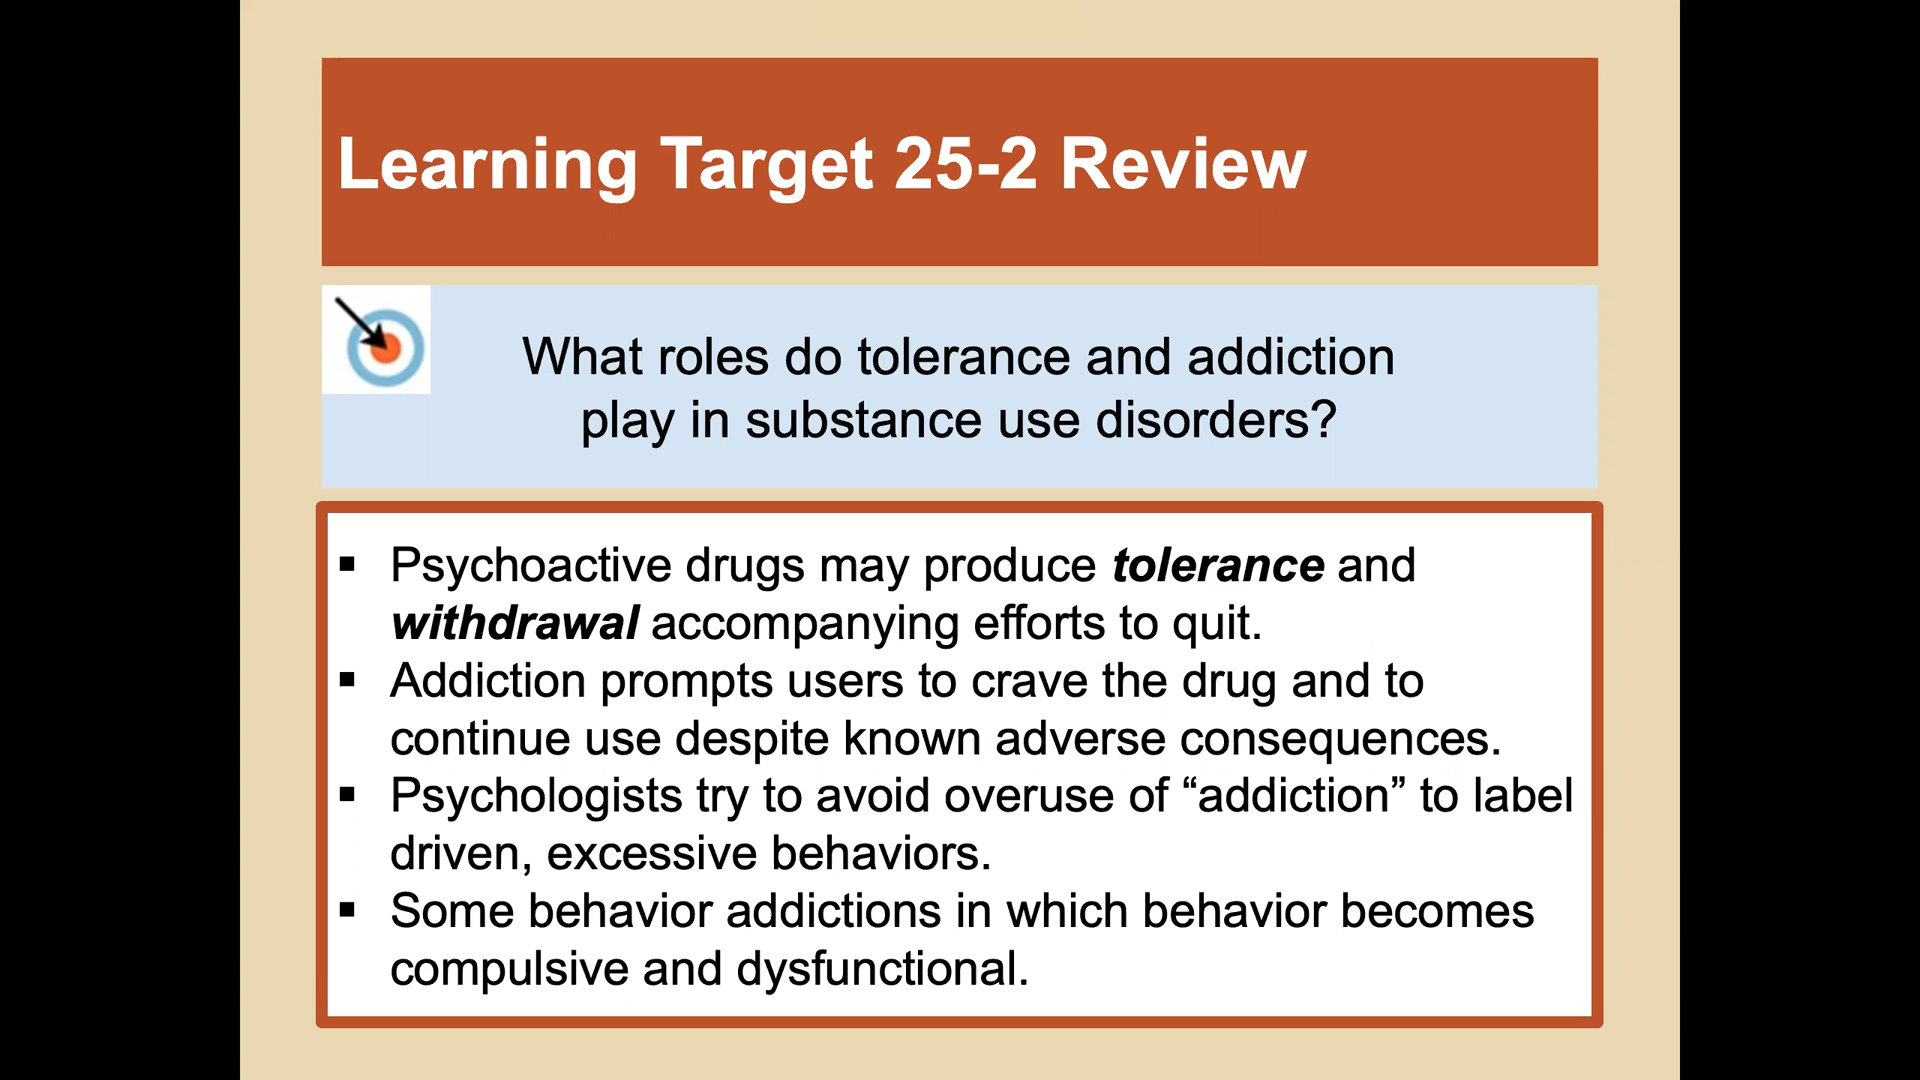 Learning Target 25-2 Review
What roles do tolerance and addiction
play in substance use disorders?
▪ Psychoactive drugs may produce tolerance and
withdrawal accompanying efforts to quit.
▪ Addiction prompts users to crave the drug and to
continue use despite known adverse consequences.
▪ Psychologists try to avoid overuse of “addiction” to label
driven, excessive behaviors.
▪ Some behavior addictions in which behavior becomes
compulsive and dysfunctional.